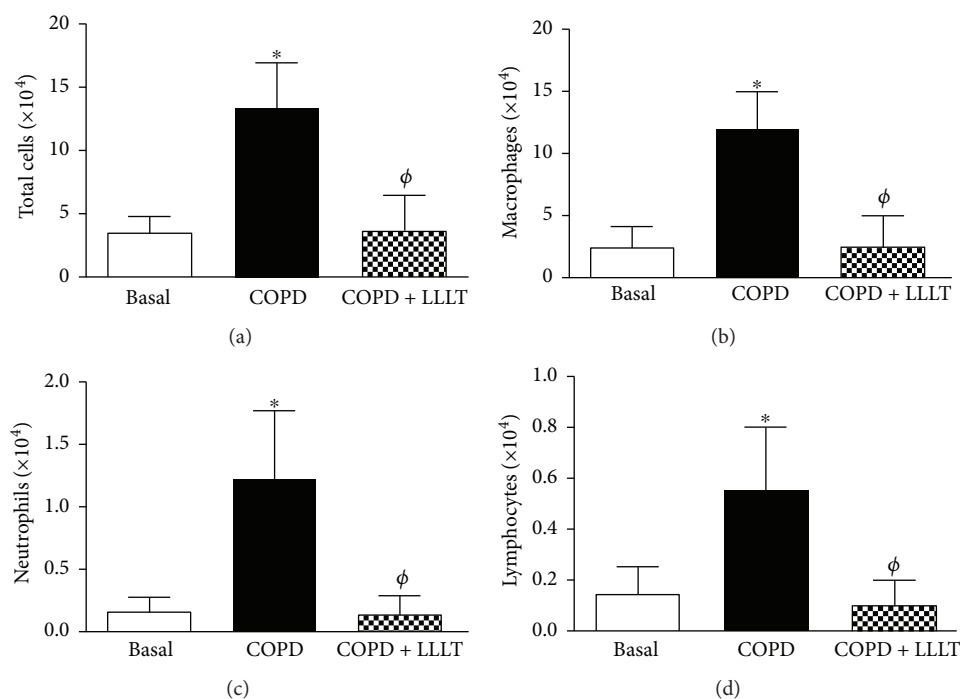 Total cells (×10⁴)
20
15
10
5
0
*
ϕ
Basal
COPD
COPD + LLLT
(a)
Macrophages (×10⁴)
20
15
10
5
0
*
ϕ
Basal
COPD
COPD + LLLT
(b)
Neutrophils (×10⁴)
2.0
1.5
1.0
0.5
0.0
*
ϕ
Basal
COPD
COPD + LLLT
(c)
Lymphocytes (×10⁴)
1.0
0.8
0.6
0.4
0.2
0.0
*
ϕ
Basal
COPD
COPD + LLLT
(d)